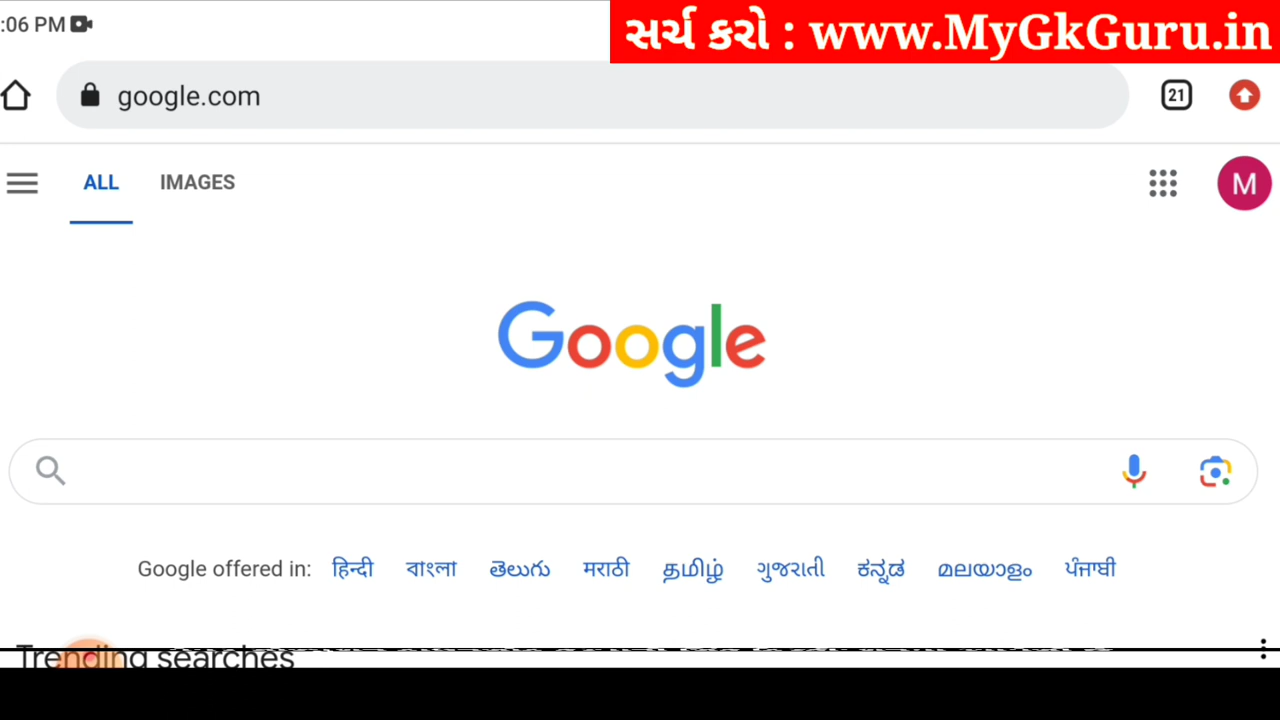 :06 PM
સર્ચ કરો : www.MyGkGuru.in
google.com
21
ALL IMAGES
M
Google
Google offered in: हिन्दी বাংলা తెలుగు मराठी தமிழ் ગુજરાતી ಕನ್ನಡ മലയാളം ਪੰਜਾਬੀ
Trending searches